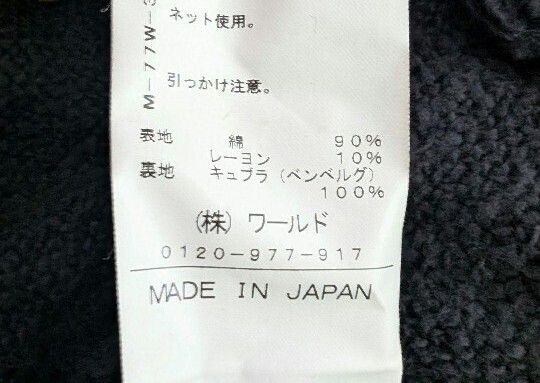 ネット使用。
引っかけ注意。
表地 綿 90%
レーヨン 10%
裏地 キュプラ(ベンベルグ)
100%
(株)ワールド
0120-977-917
MADE IN JAPAN
M-77W-